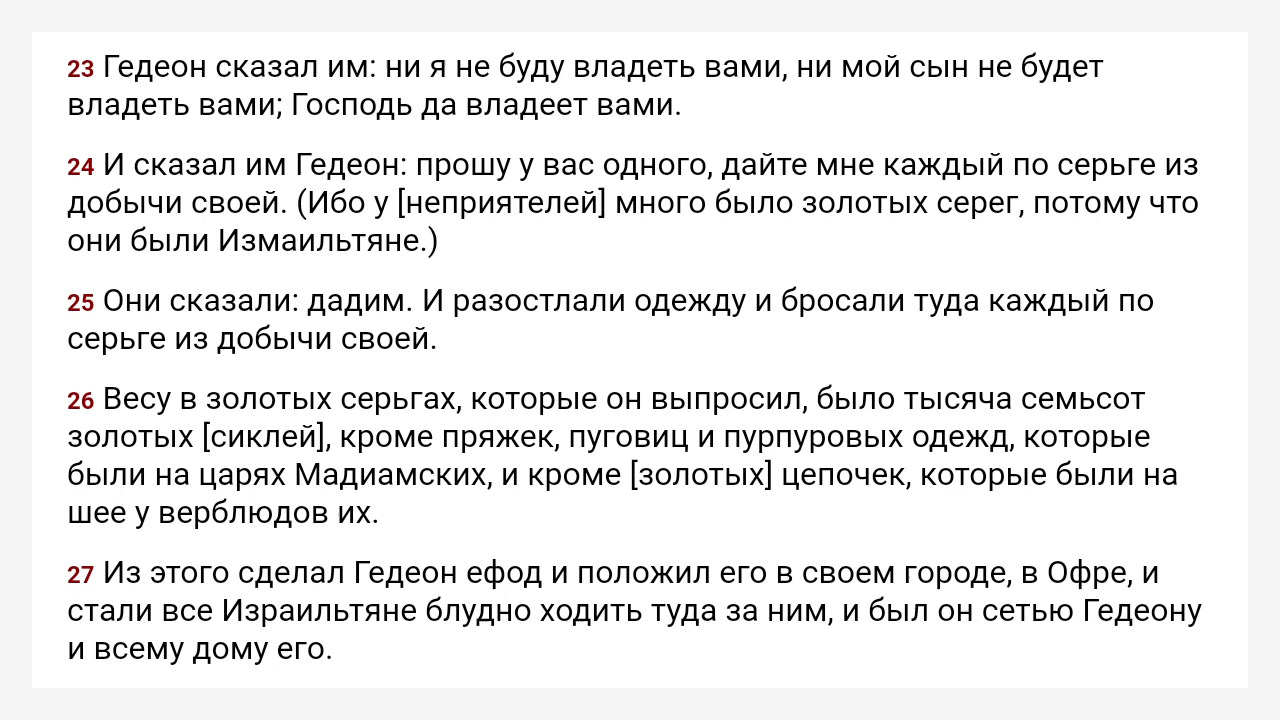 23 Гедеон сказал им: ни я не буду владеть вами, ни мой сын не будет
владеть вами; Господь да владеет вами.
24 И сказал им Гедеон: прошу у вас одного, дайте мне каждый по серьге из
добычи своей. (Ибо у [неприятелей] много было золотых серег, потому что
они были Измаильтяне.)
25 Они сказали: дадим. И разостлали одежду и бросали туда каждый по
серьге из добычи своей.
26 Весу в золотых серьгах, которые он выпросил, было тысяча семьсот
золотых [сиклей], кроме пряжек, пуговиц и пурпуровых одежд, которые
были на царях Мадиамских, и кроме [золотых] цепочек, которые были на
шее у верблюдов их.
27 Из этого сделал Гедеон ефод и положил его в своем городе, в Офре, и
стали все Израильтяне блудно ходить туда за ним, и был он сетью Гедеону
и всему дому его.